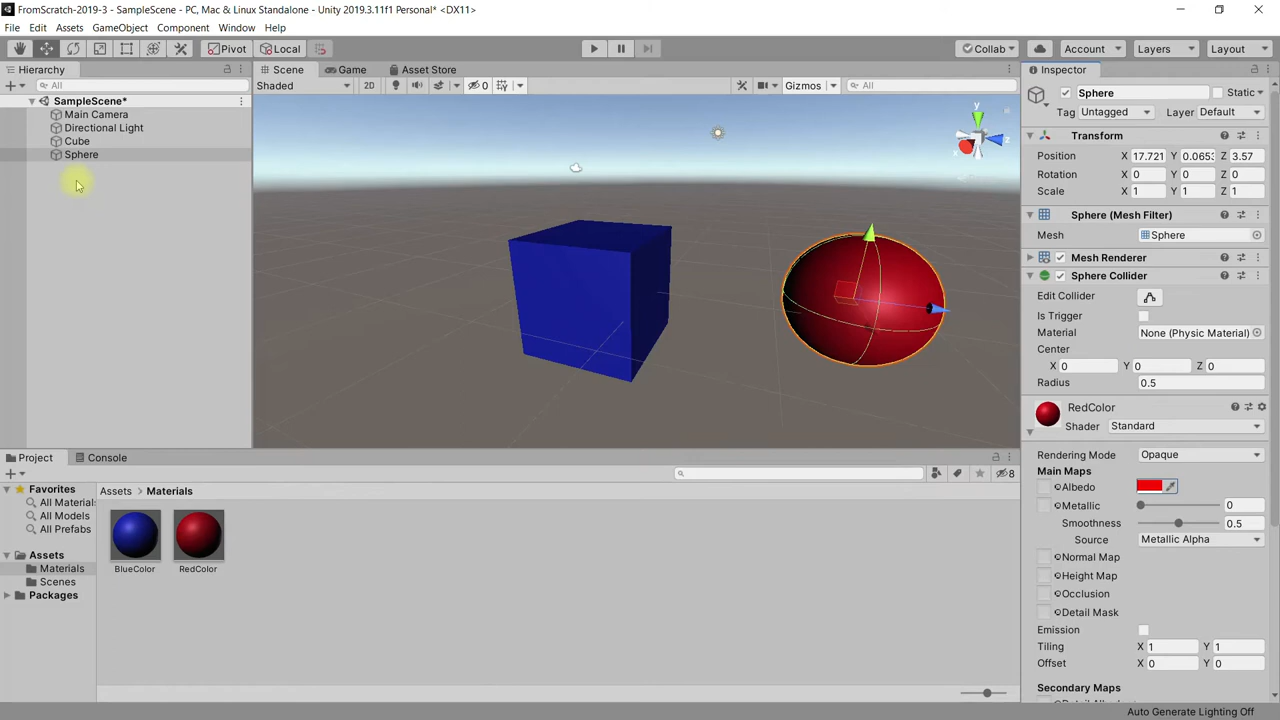 FromScratch-2019-3 - SampleScene - PC, Mac & Linux Standalone - Unity 2019.3.11f1 Personal* <DX11>
File Edit Assets GameObject Component Window Help
Pivot Local Collab Account Layers Layout
Hierarchy
All
SampleScene*
Main Camera
Directional Light
Cube
Sphere
Scene Game Asset Store
Shaded 2D 0 Gizmos All
y
z
x
Inspector
Sphere Static
Tag Untagged Layer Default
Transform
Position X 17.721 Y 0.0653 Z 3.57
Rotation X 0 Y 0 Z 0
Scale X 1 Y 1 Z 1
Sphere (Mesh Filter)
Mesh Sphere
Mesh Renderer
Sphere Collider
Edit Collider
Is Trigger
Material None (Physic Material)
Center
X 0 Y 0 Z 0
Radius 0.5
RedColor
Shader Standard
Rendering Mode Opaque
Main Maps
Albedo
Metallic 0
Smoothness 0.5
Source Metallic Alpha
Normal Map
Height Map
Occlusion
Detail Mask
Emission
Tiling X 1 Y 1
Offset X 0 Y 0
Secondary Maps
Project Console
8
Favorites
All Material
All Models
All Prefabs
Assets
Materials
Scenes
Packages
Assets > Materials
BlueColor RedColor
Auto Generate Lighting Off